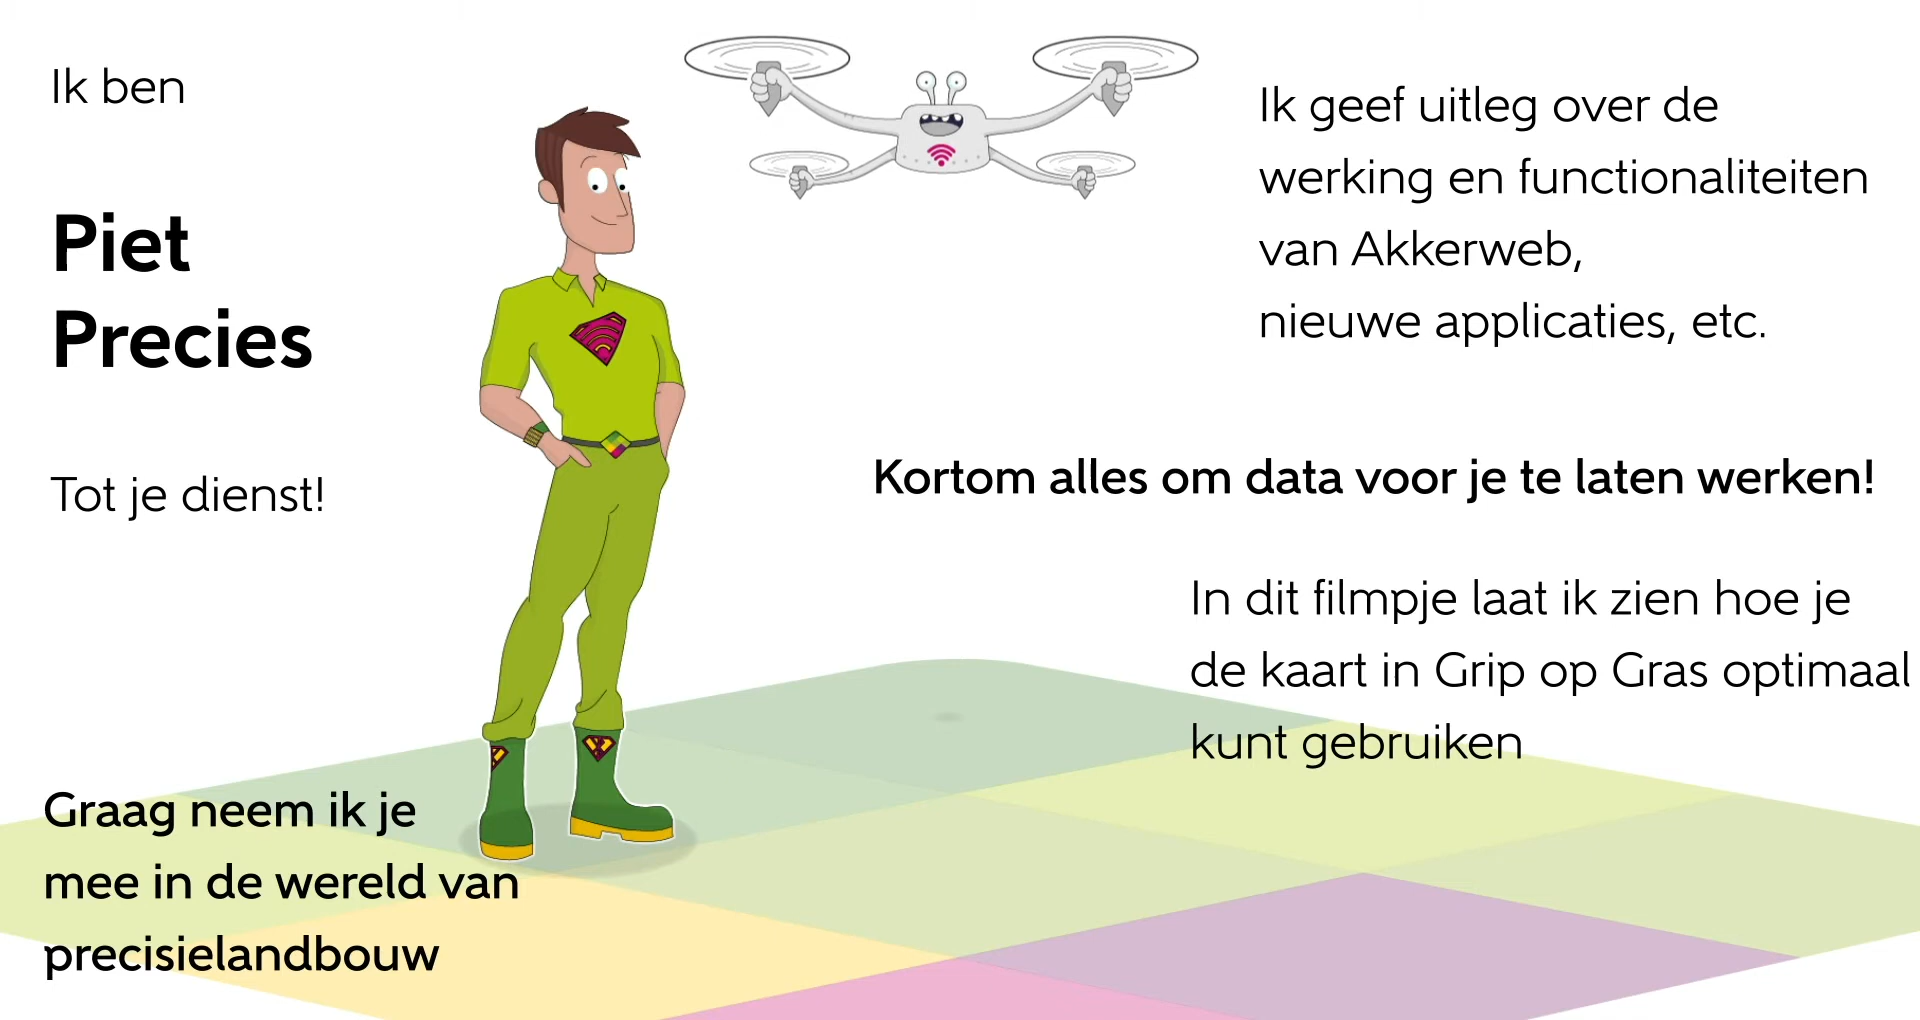 Ik ben
Piet
Precies
Tot je dienst!
Graag neem ik je
mee in de wereld van
precisielandbouw
Ik geef uitleg over de
werking en functionaliteiten
van Akkerweb,
nieuwe applicaties, etc.
Kortom alles om data voor je te laten werken!
In dit filmpje laat ik zien hoe je
de kaart in Grip op Gras optimaal
kunt gebruiken